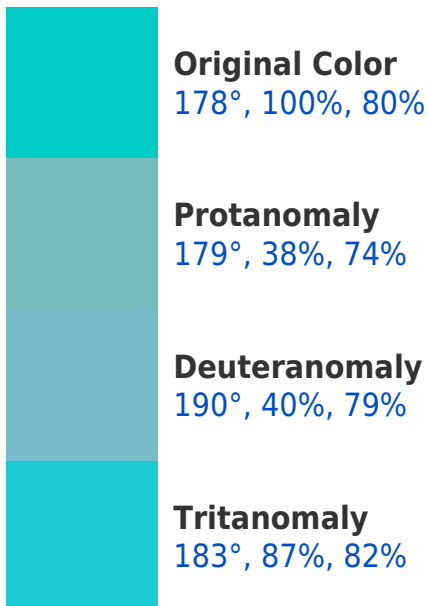 Original Color
178°, 100%, 80%
Protanomaly
179°, 38%, 74%
Deuteranomaly
190°, 40%, 79%
Tritanomaly
183°, 87%, 82%